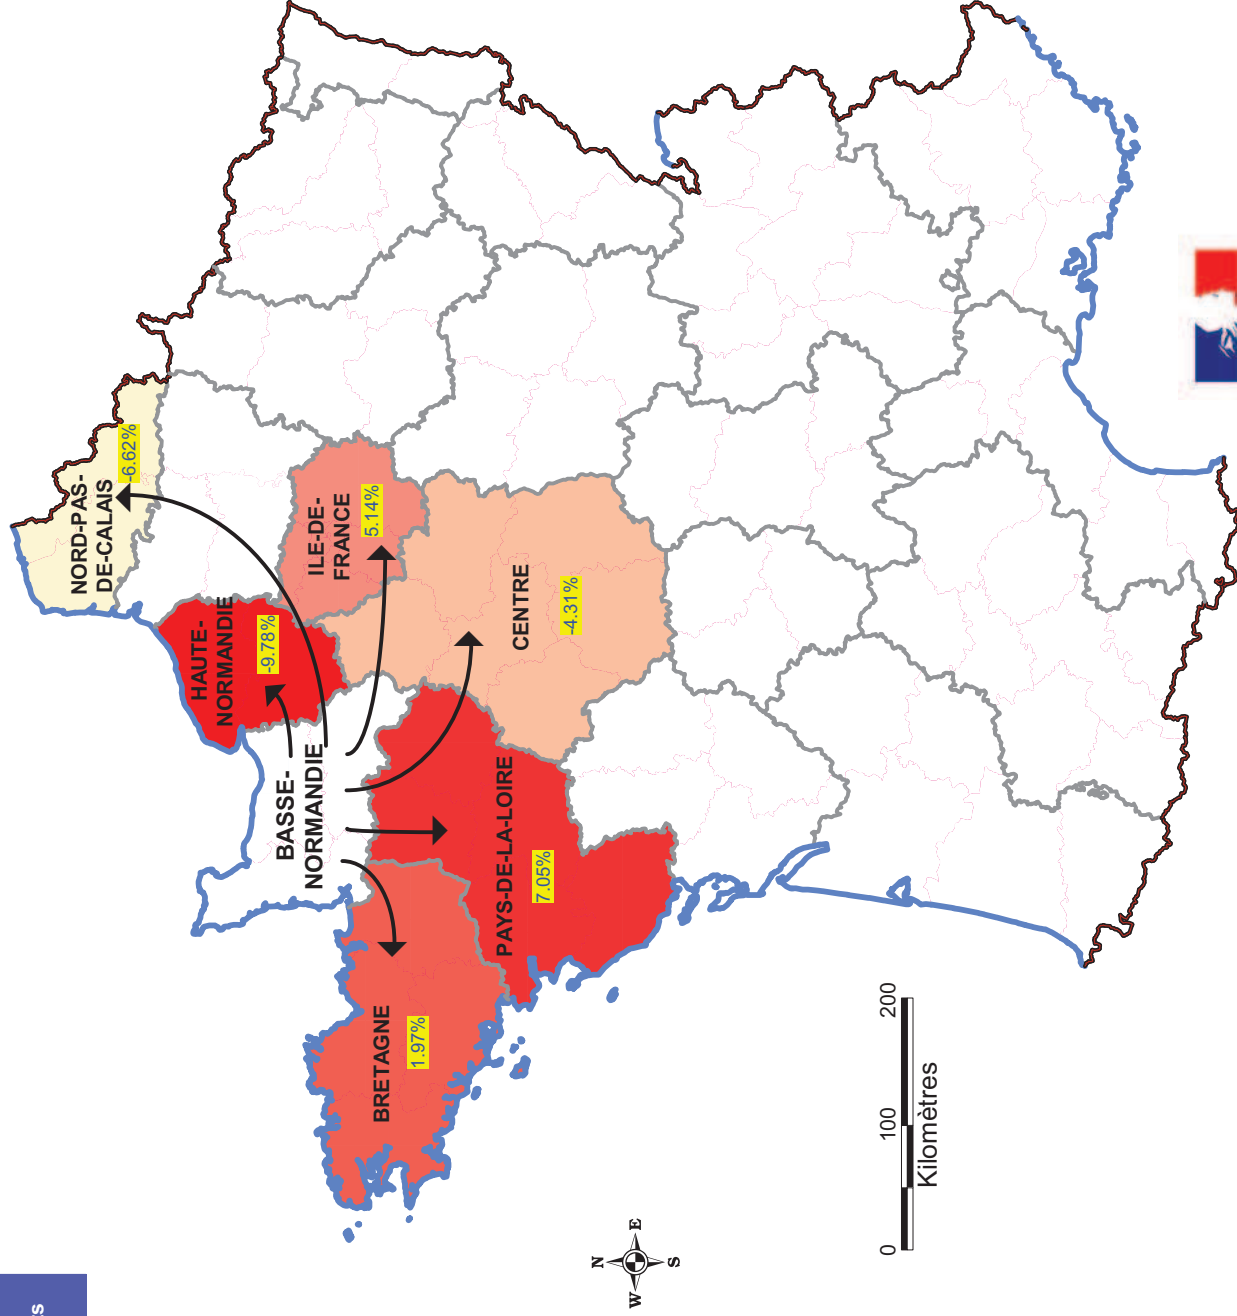 s
NORD-PAS-
DE-CALAIS
-6.62%
HAUTE-
NORMANDIE
-9.78%
ILE-DE-
FRANCE
5.14%
BASSE-
NORMANDIE
CENTRE
-4.31%
PAYS-DE-LA-LOIRE
7.05%
BRETAGNE
1.97%
N
W E
S
0 100 200
Kilomètres